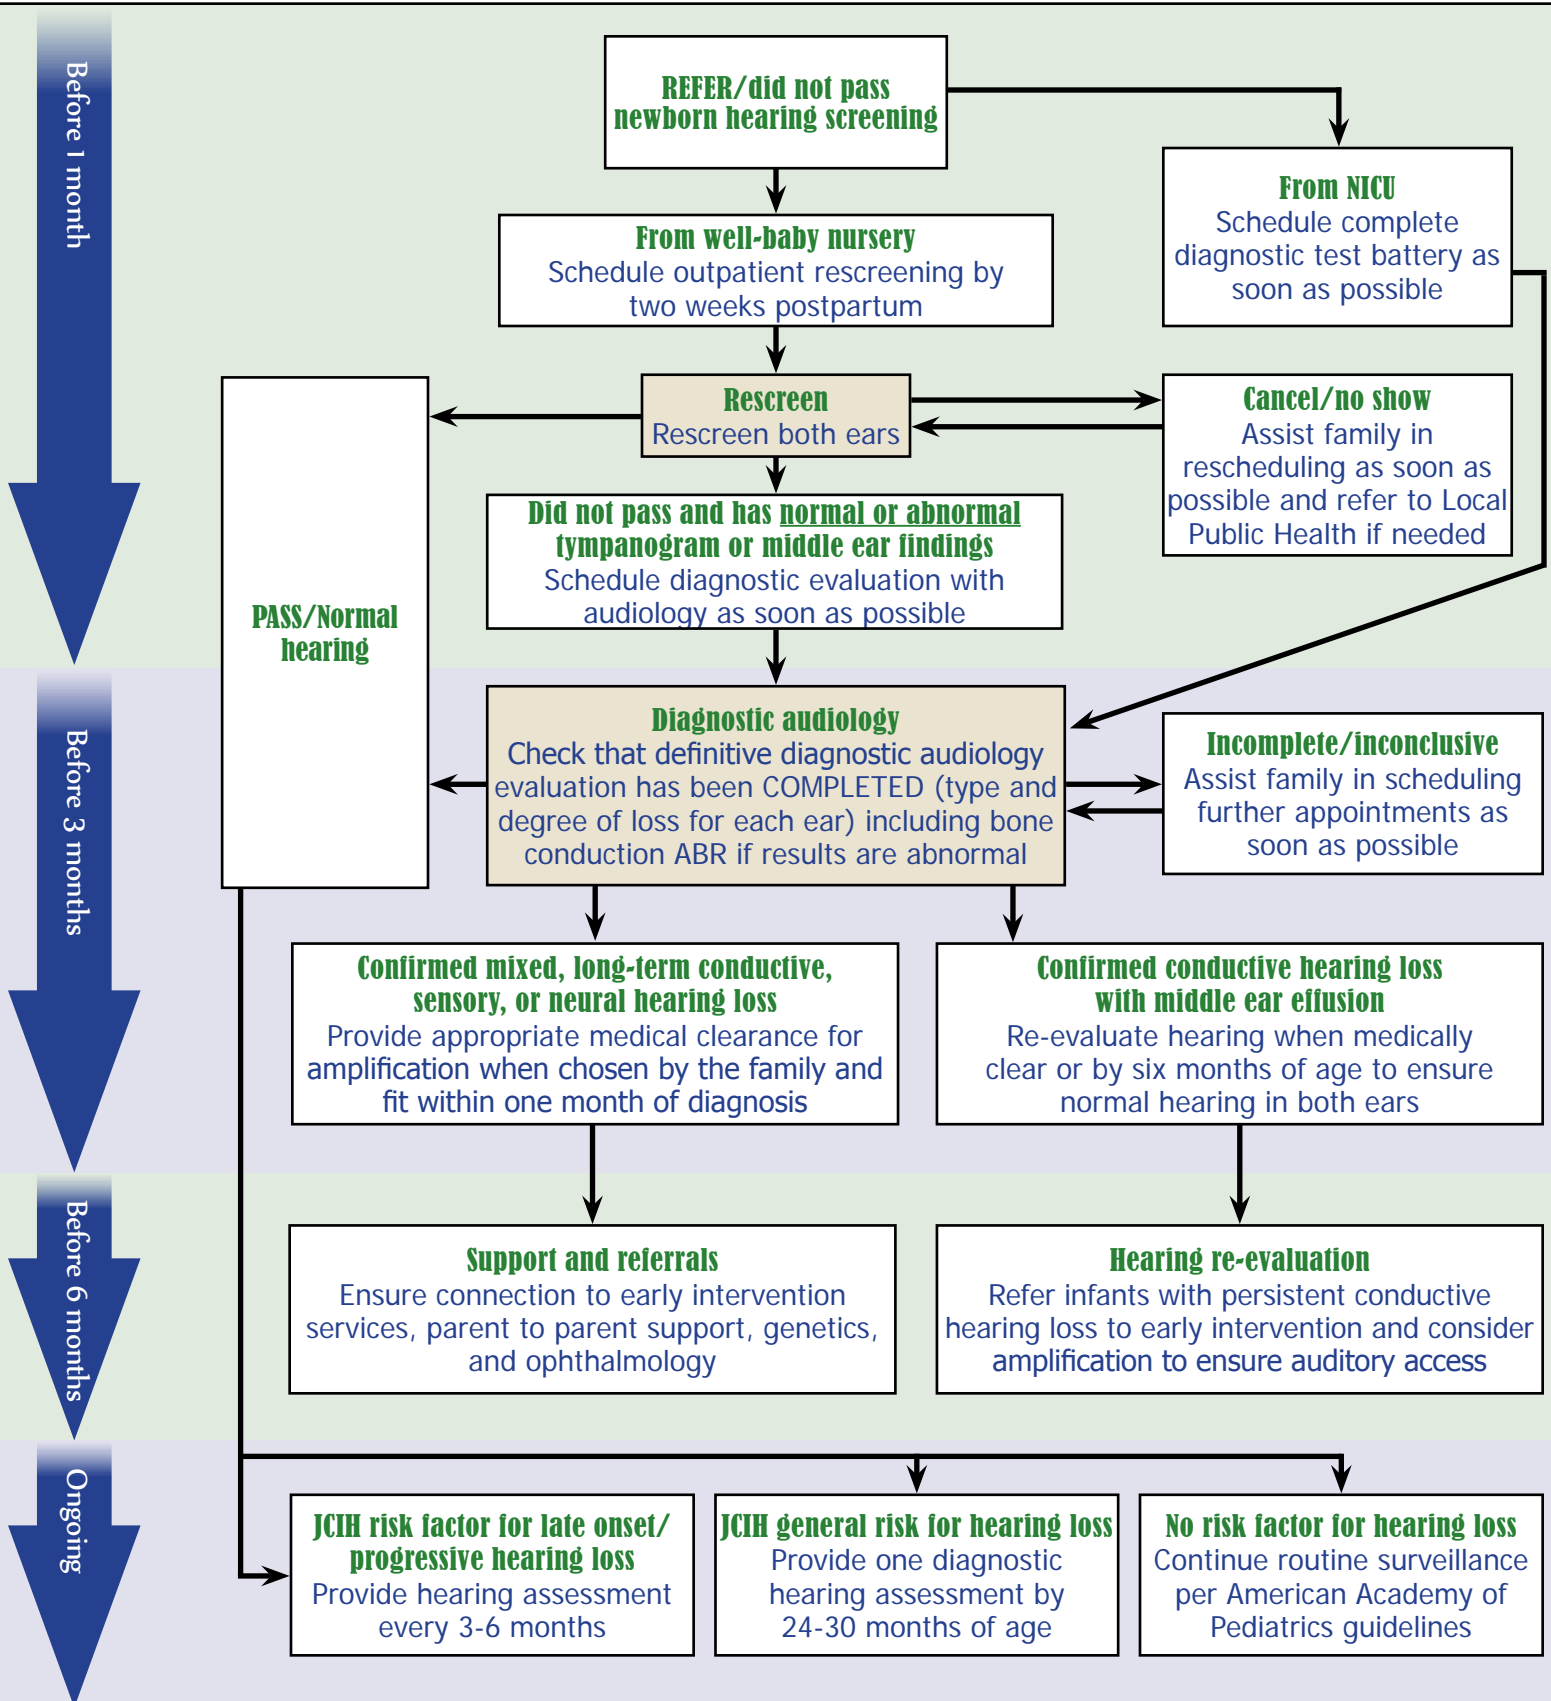 Before 1 month
REFER/did not pass
newborn hearing screening
From NICU
Schedule complete
diagnostic test battery as
soon as possible
From well-baby nursery
Schedule outpatient rescreening by
two weeks postpartum
Rescreen
Rescreen both ears
Cancel/no show
Assist family in
rescheduling as soon as
possible and refer to Local
Public Health if needed
Did not pass and has normal or abnormal
tympanogram or middle ear findings
Schedule diagnostic evaluation with
audiology as soon as possible
PASS/Normal
hearing
Before 3 months
Diagnostic audiology
Check that definitive diagnostic audiology
evaluation has been COMPLETED (type and
degree of loss for each ear) including bone
conduction ABR if results are abnormal
Incomplete/inconclusive
Assist family in scheduling
further appointments as
soon as possible
Confirmed mixed, long-term conductive,
sensory, or neural hearing loss
Provide appropriate medical clearance for
amplification when chosen by the family and
fit within one month of diagnosis
Confirmed conductive hearing loss
with middle ear effusion
Re-evaluate hearing when medically
clear or by six months of age to ensure
normal hearing in both ears
Before 6 months
Support and referrals
Ensure connection to early intervention
services, parent to parent support, genetics,
and ophthalmology
Hearing re-evaluation
Refer infants with persistent conductive
hearing loss to early intervention and consider
amplification to ensure auditory access
Ongoing
JCIH risk factor for late onset/
progressive hearing loss
Provide hearing assessment
every 3-6 months
JCIH general risk for hearing loss
Provide one diagnostic
hearing assessment by
24-30 months of age
No risk factor for hearing loss
Continue routine surveillance
per American Academy of
Pediatrics guidelines